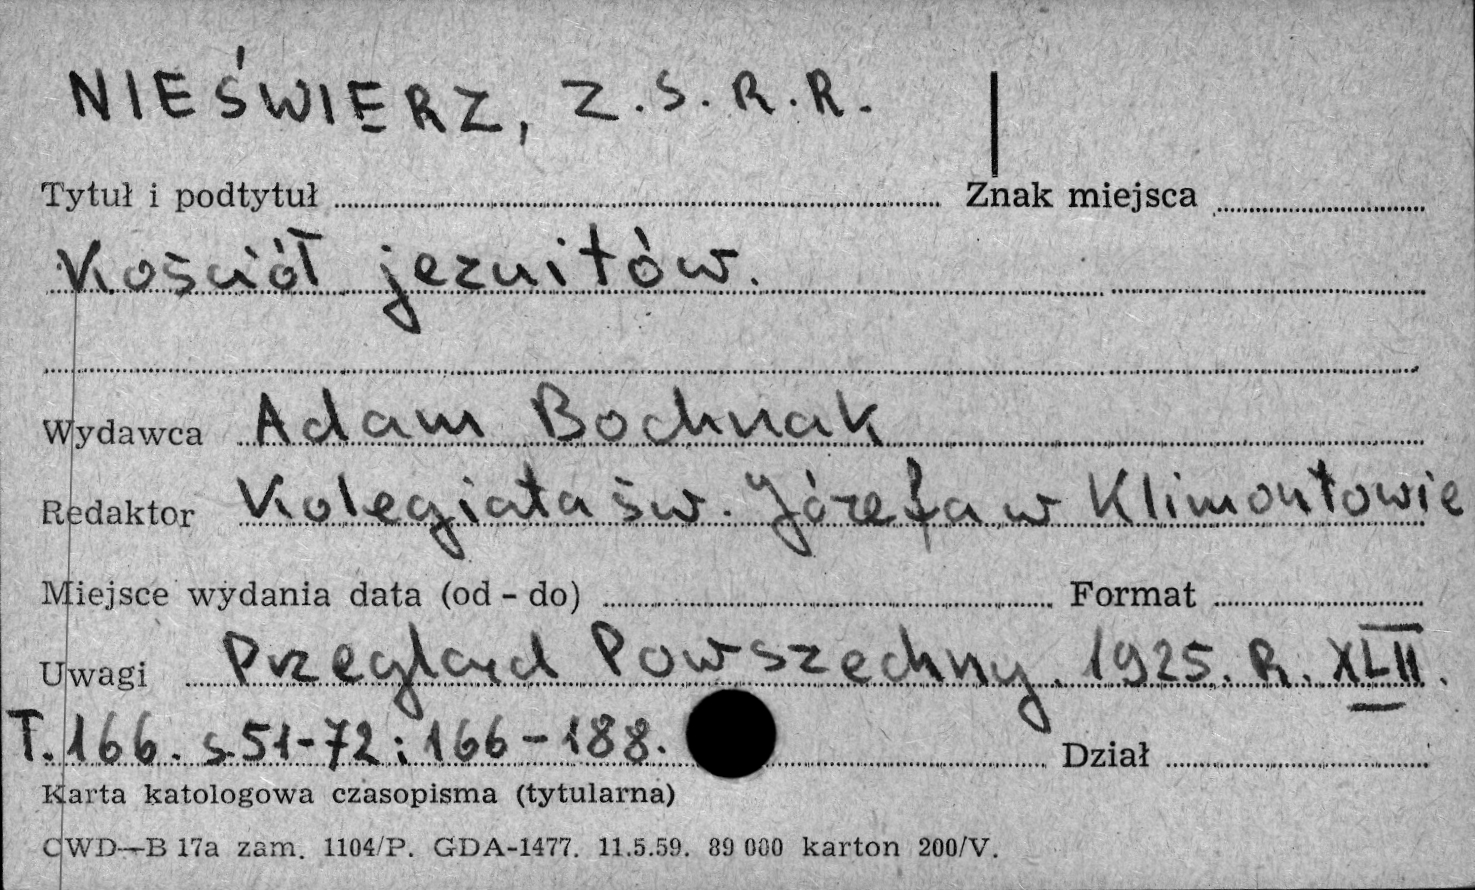 NIEŚWIERZ, Z.S.R.R.
Tytuł i podtytuł Znak miejsca
Kościół jezuitów.
Wydawca Adam Bochnak
Redaktor Kolegiata św. Józefa w Klimontowie
Miejsce wydania data (od - do) Format
Uwagi Przegląd Powszechny. 1925. R. XLII.
T. 166. s. 51-72; 166-188. Dział
Karta katologowa czasopisma (tytularna)
CWD—B 17a zam. 1104/P. GDA-1477. 11.5.59. 89 000 karton 200/V.